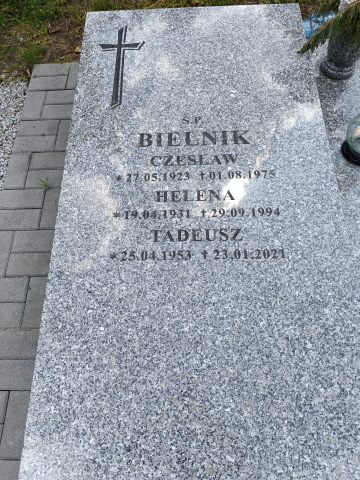 Ś.P.
BIELNIK
CZESŁAW
*27.05.1923 †01.08.1975
HELENA
*19.04.1931 †29.09.1994
TADEUSZ
*25.04.1953 †23.01.2021